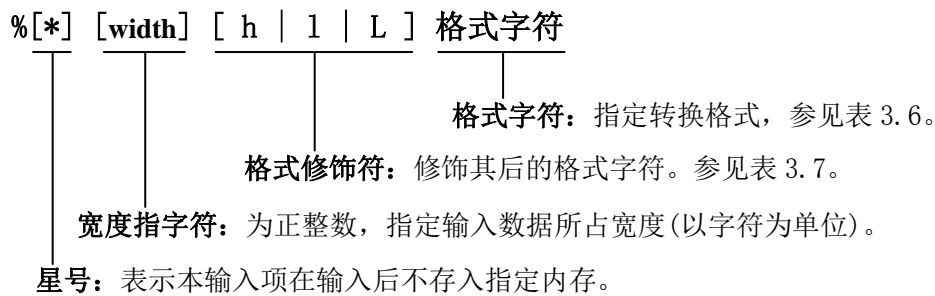 %[*] [width] [ h | l | L ] 格式字符
格式字符：指定转换格式，参见表 3.6。
格式修饰符：修饰其后的格式字符。参见表 3.7。
宽度指字符：为正整数，指定输入数据所占宽度(以字符为单位)。
星号：表示本输入项在输入后不存入指定内存。